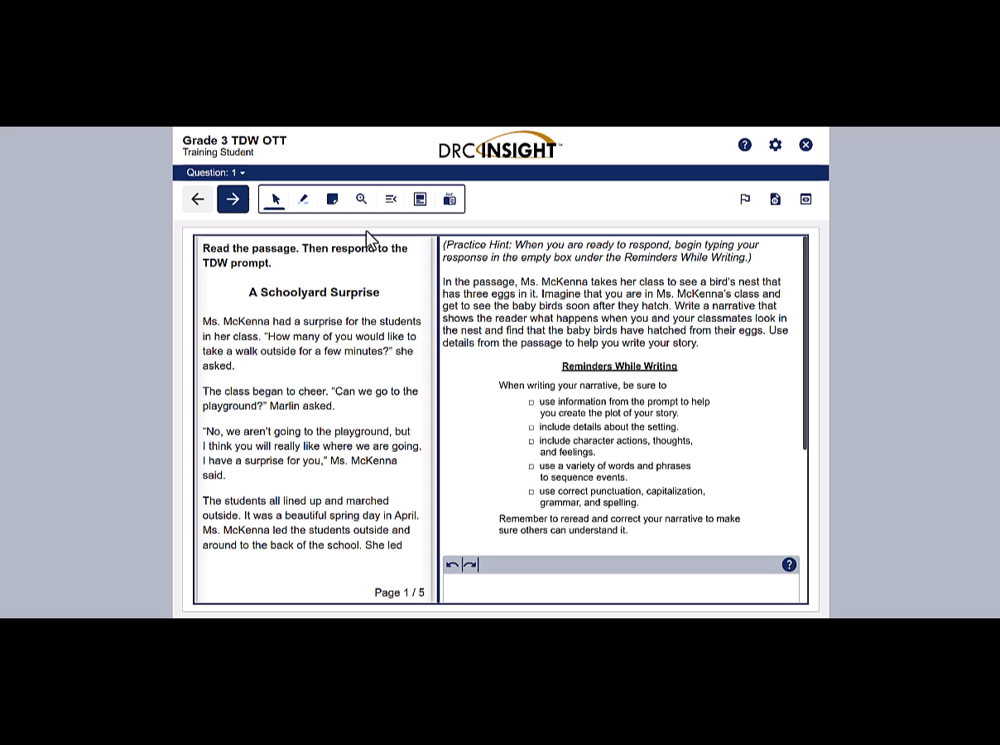 Grade 3 TDW OTT
Training Student
DRC INSIGHT
Question: 1
Read the passage. Then respond to the
TDW prompt.
A Schoolyard Surprise
Ms. McKenna had a surprise for the students
in her class. "How many of you would like to
take a walk outside for a few minutes?" she
asked.
The class began to cheer. "Can we go to the
playground?" Marlin asked.
"No, we aren't going to the playground, but
I think you will really like where we are going.
I have a surprise for you," Ms. McKenna
said.
The students all lined up and marched
outside. It was a beautiful spring day in April.
Ms. McKenna led the students outside and
around to the back of the school. She led
Page 1 / 5
(Practice Hint: When you are ready to respond, begin typing your
response in the empty box under the Reminders While Writing.)
In the passage, Ms. McKenna takes her class to see a bird's nest that
has three eggs in it. Imagine that you are in Ms. McKenna's class and
get to see the baby birds soon after they hatch. Write a narrative that
shows the reader what happens when you and your classmates look in
the nest and find that the baby birds have hatched from their eggs. Use
details from the passage to help you write your story.
Reminders While Writing
When writing your narrative, be sure to
use information from the prompt to help
you create the plot of your story.
include details about the setting.
include character actions, thoughts,
and feelings.
use a variety of words and phrases
to sequence events.
use correct punctuation, capitalization,
grammar, and spelling.
Remember to reread and correct your narrative to make
sure others can understand it.